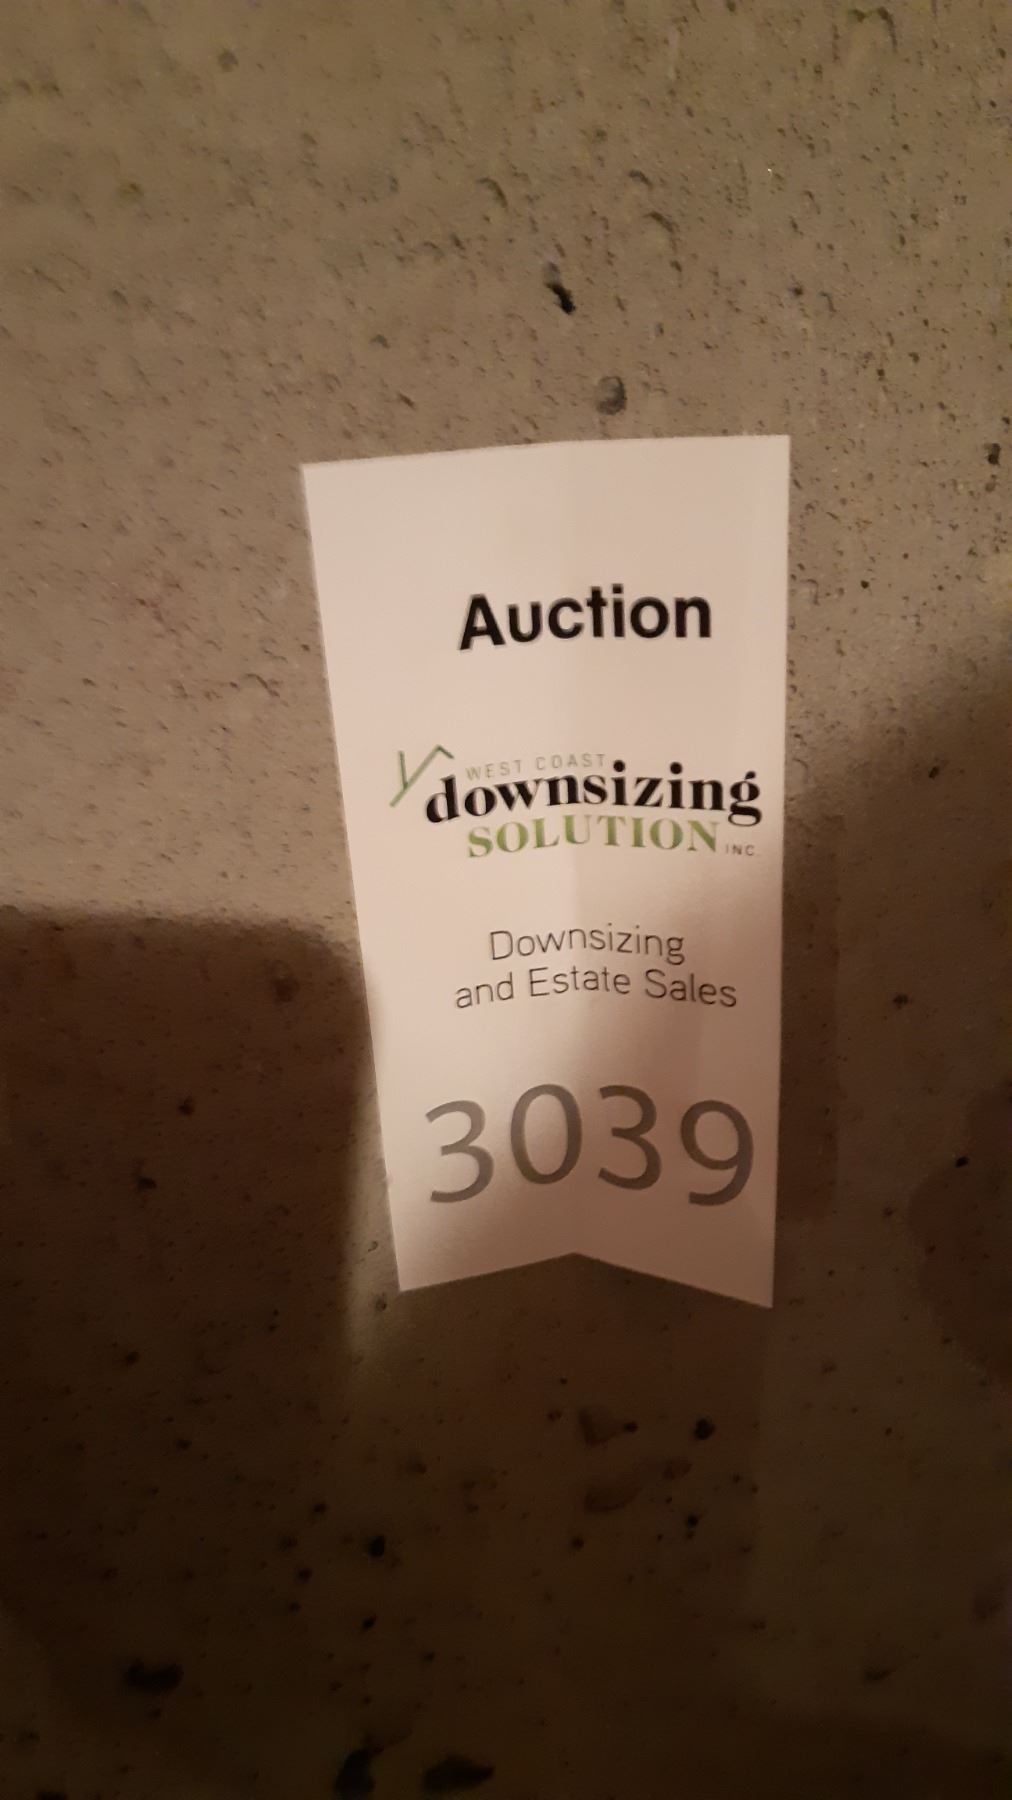 Auction
WEST COAST
downsizing
SOLUTION INC.
Downsizing
and Estate Sales
3039